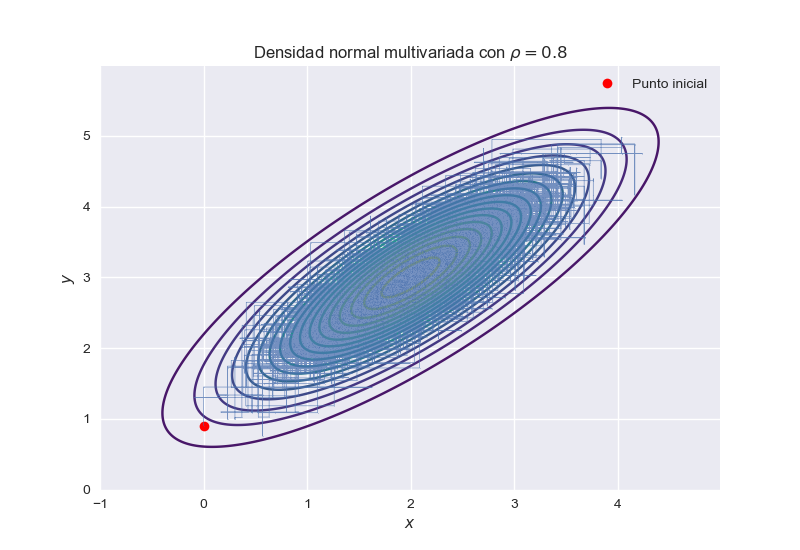 Densidad normal multivariada con ρ = 0.8
Punto inicial
5
4
3
2
1
0
y
−1 0 1 2 3 4
x